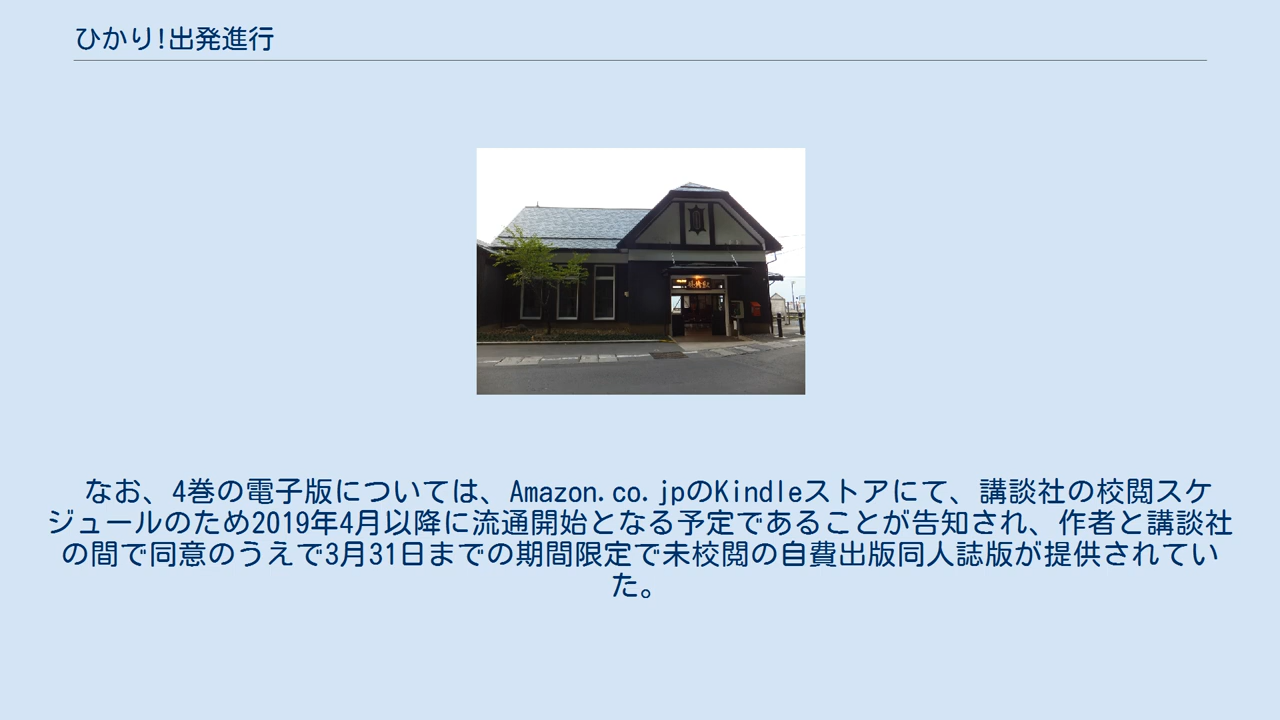 ひかり!出発進行
なお、4巻の電子版については、Amazon.co.jpのKindleストアにて、講談社の校閲スケ
ジュールのため2019年4月以降に流通開始となる予定であることが告知され、作者と講談社
の間で同意のうえで3月31日までの期間限定で未校閲の自費出版同人誌版が提供されてい
た。